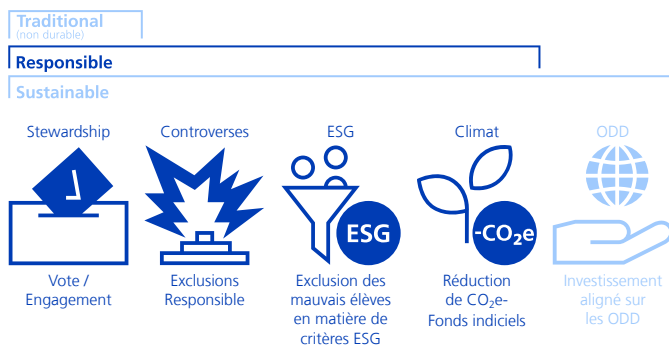 Traditional
(non durable)
Responsible
Sustainable
Stewardship
Controverses
ESG
Climat
ODD
ESG
-CO₂e
Vote /
Engagement
Exclusions
Responsible
Exclusion des
mauvais élèves
en matière de
critères ESG
Réduction
de CO₂e-
Fonds indiciels
Investissement
aligné sur
les ODD